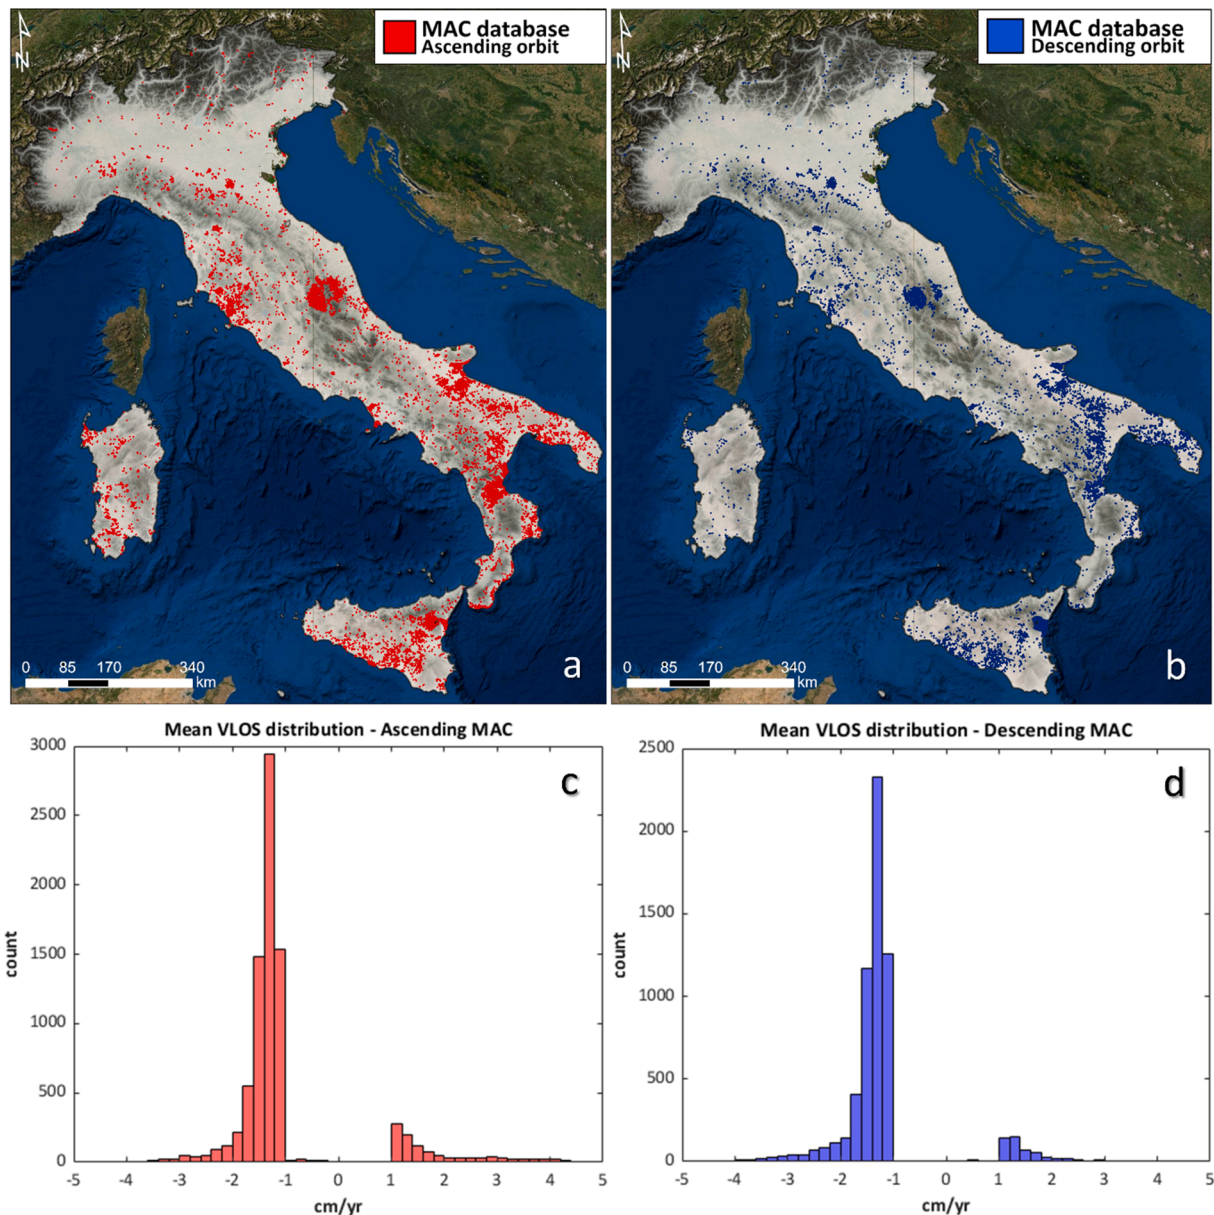 MAC database
Ascending orbit
N
0 85 170 340
km
a
MAC database
Descending orbit
N
0 85 170 340
km
b
Mean VLOS distribution - Ascending MAC
c
3000
2500
2000
1500
1000
500
0
count
-5 -4 -3 -2 -1 0 1 2 3 4 5
cm/yr
Mean VLOS distribution - Descending MAC
d
2500
2000
1500
1000
500
0
count
-5 -4 -3 -2 -1 0 1 2 3 4 5
cm/yr